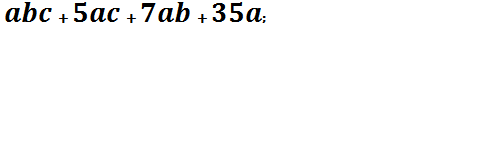 abc + 5ac + 7ab + 35a;